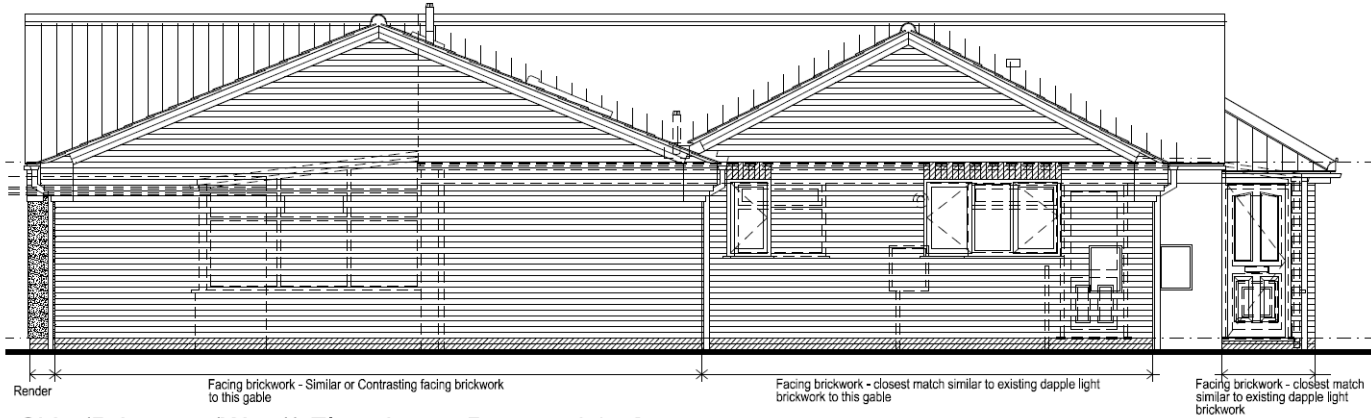 Render
Facing brickwork - Similar or Contrasting facing brickwork
to this gable
Facing brickwork - closest match similar to existing dapple light
brickwork to this gable
Facing brickwork - closest match
similar to existing dapple light
brickwork